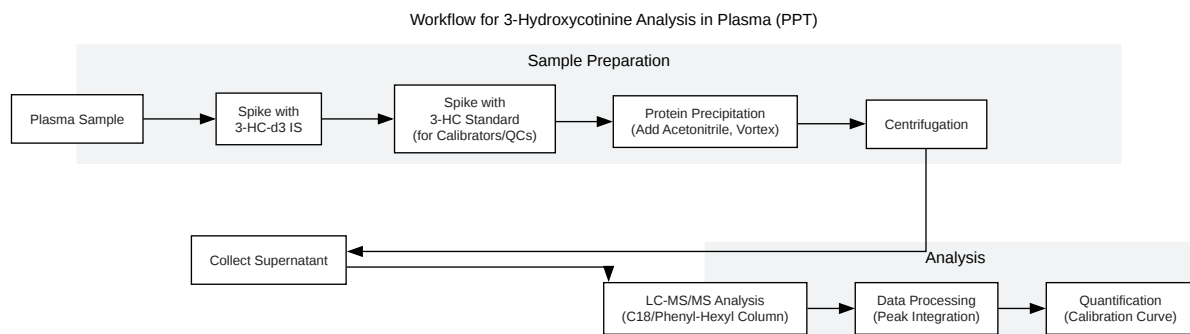 Workflow for 3-Hydroxycotinine Analysis in Plasma (PPT)
Sample Preparation
Plasma Sample
Spike with
3-HC-d3 IS
Spike with
3-HC Standard
(for Calibrators/QCs)
Protein Precipitation
(Add Acetonitrile, Vortex)
Centrifugation
Collect Supernatant
Analysis
LC-MS/MS Analysis
(C18/Phenyl-Hexyl Column)
Data Processing
(Peak Integration)
Quantification
(Calibration Curve)